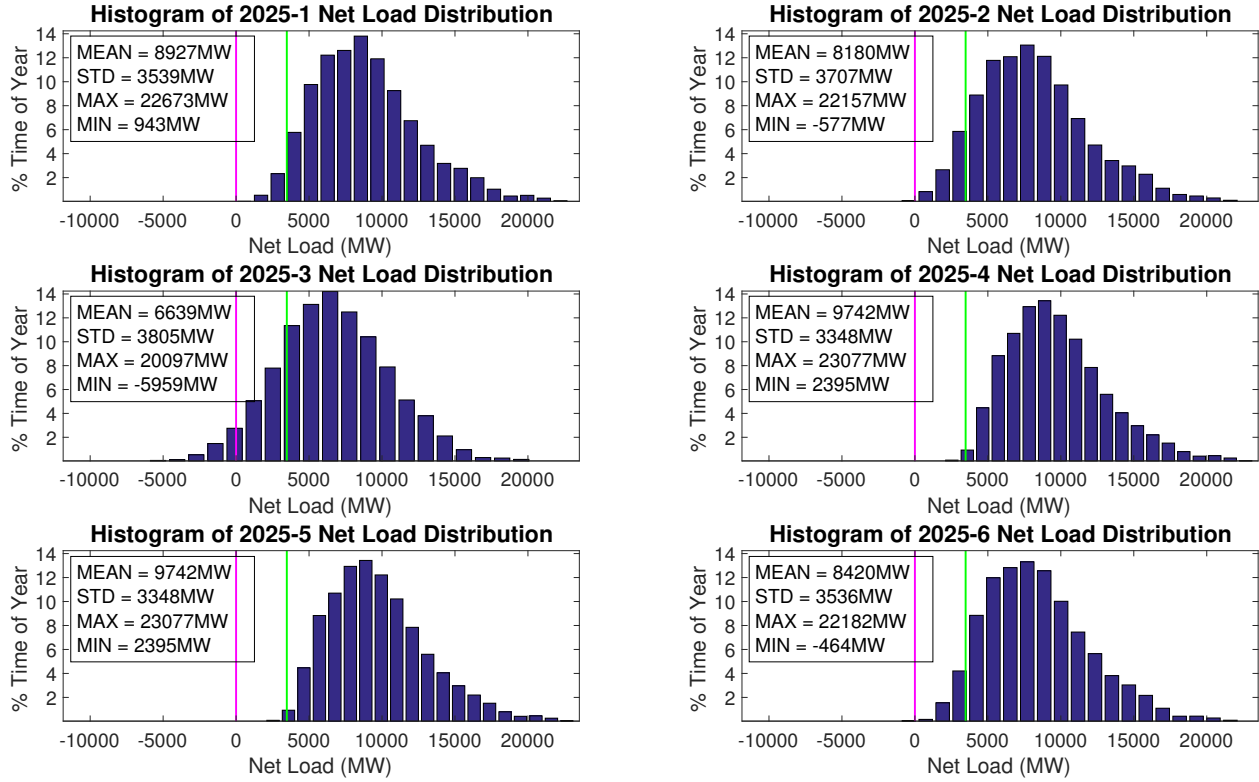 Histogram of 2025-1 Net Load Distribution
% Time of Year
14
12
10
8
6
4
2
MEAN = 8927MW
STD = 3539MW
MAX = 22673MW
MIN = 943MW
-10000 -5000 0 5000 10000 15000 20000
Net Load (MW)
Histogram of 2025-2 Net Load Distribution
% Time of Year
14
12
10
8
6
4
2
MEAN = 8180MW
STD = 3707MW
MAX = 22157MW
MIN = -577MW
-10000 -5000 0 5000 10000 15000 20000
Net Load (MW)
Histogram of 2025-3 Net Load Distribution
% Time of Year
14
12
10
8
6
4
2
MEAN = 6639MW
STD = 3805MW
MAX = 20097MW
MIN = -5959MW
-10000 -5000 0 5000 10000 15000 20000
Net Load (MW)
Histogram of 2025-4 Net Load Distribution
% Time of Year
14
12
10
8
6
4
2
MEAN = 9742MW
STD = 3348MW
MAX = 23077MW
MIN = 2395MW
-10000 -5000 0 5000 10000 15000 20000
Net Load (MW)
Histogram of 2025-5 Net Load Distribution
% Time of Year
14
12
10
8
6
4
2
MEAN = 9742MW
STD = 3348MW
MAX = 23077MW
MIN = 2395MW
-10000 -5000 0 5000 10000 15000 20000
Net Load (MW)
Histogram of 2025-6 Net Load Distribution
% Time of Year
14
12
10
8
6
4
2
MEAN = 8420MW
STD = 3536MW
MAX = 22182MW
MIN = -464MW
-10000 -5000 0 5000 10000 15000 20000
Net Load (MW)